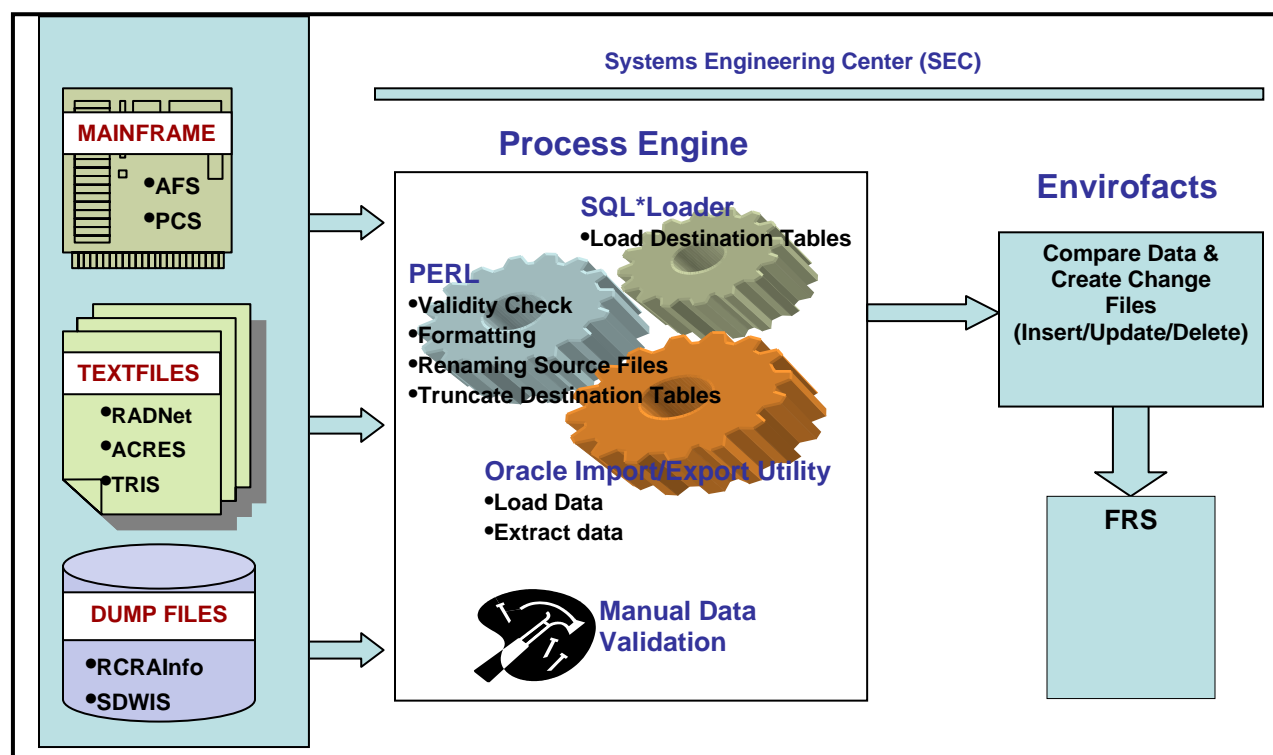 Systems Engineering Center (SEC)
MAINFRAME
•AFS
•PCS
TEXTFILES
•RADNet
•ACRES
•TRIS
DUMP FILES
•RCRAInfo
•SDWIS
Process Engine
SQL*Loader
•Load Destination Tables
PERL
•Validity Check
•Formatting
•Renaming Source Files
•Truncate Destination Tables
Oracle Import/Export Utility
•Load Data
•Extract data
Manual Data
Validation
Envirofacts
Compare Data &
Create Change
Files
(Insert/Update/Delete)
FRS